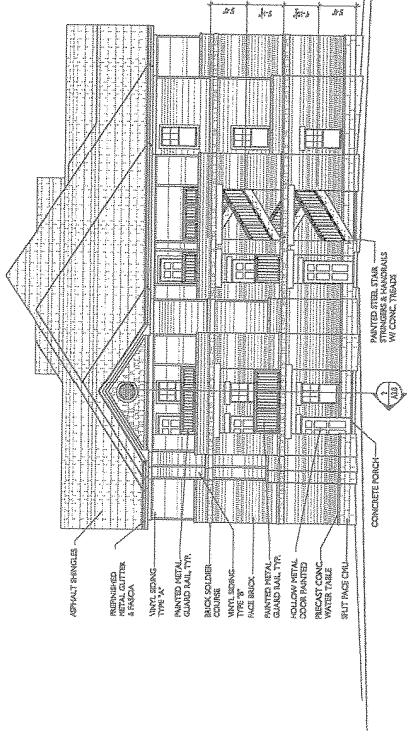 ASPHALT SHINGLES
PREFINISHED
METAL GUTTER
& FASCIA
VINYL SIDING
TYPE "A"
PAINTED METAL
GUARD RAIL, TYP.
BRICK SOLDIER
COURSE
VINYL SIDING
TYPE "B"
FACE BRICK
PAINTED METAL
GUARD RAIL, TYP.
HOLLOW METAL
DOOR PAINTED
PRECAST CONC.
WATER TABLE
SPLIT FACE CMU
CONCRETE PORCH
PAINTED STEEL STAIR
STRINGERS & HANDRAILS
W/ CONC. TREADS